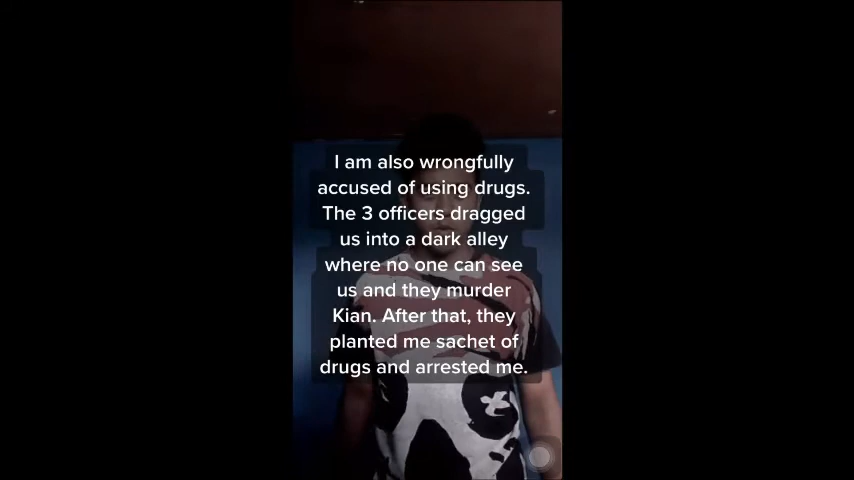 I am also wrongfully
accused of using drugs.
The 3 officers dragged
us into a dark alley
where no one can see
us and they murder
Kian. After that, they
planted me sachet of
drugs and arrested me.